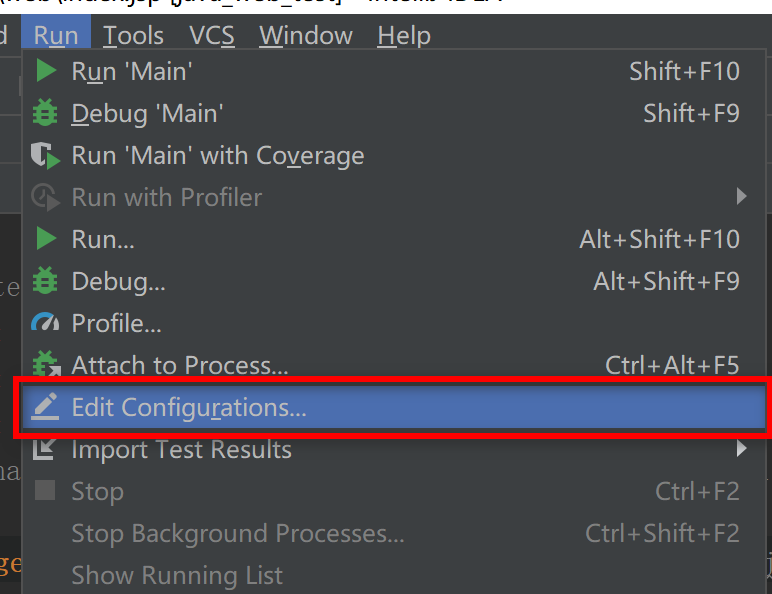 Run Tools VCS Window Help
Run 'Main' Shift+F10
Debug 'Main' Shift+F9
Run 'Main' with Coverage
Run with Profiler
Run... Alt+Shift+F10
Debug... Alt+Shift+F9
Profile...
Attach to Process... Ctrl+Alt+F5
Edit Configurations...
Import Test Results
Stop Ctrl+F2
Stop Background Processes... Ctrl+Shift+F2
Show Running List